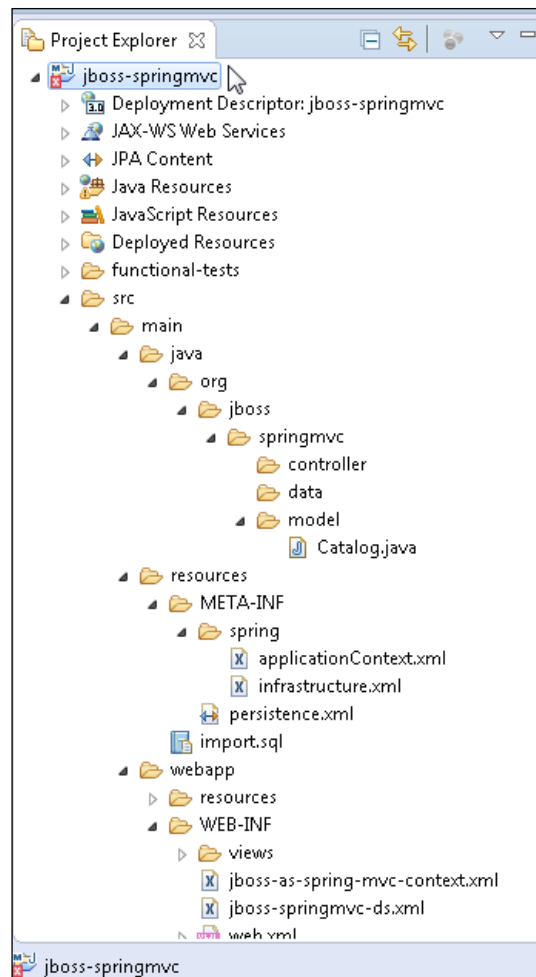 Project Explorer
jboss-springmvc
3.0 Deployment Descriptor: jboss-springmvc
JAX-WS Web Services
JPA Content
Java Resources
JavaScript Resources
Deployed Resources
functional-tests
src
main
java
org
jboss
springmvc
controller
data
model
Catalog.java
resources
META-INF
spring
applicationContext.xml
infrastructure.xml
persistence.xml
import.sql
webapp
resources
WEB-INF
views
jboss-as-spring-mvc-context.xml
jboss-springmvc-ds.xml
web.xml
jboss-springmvc